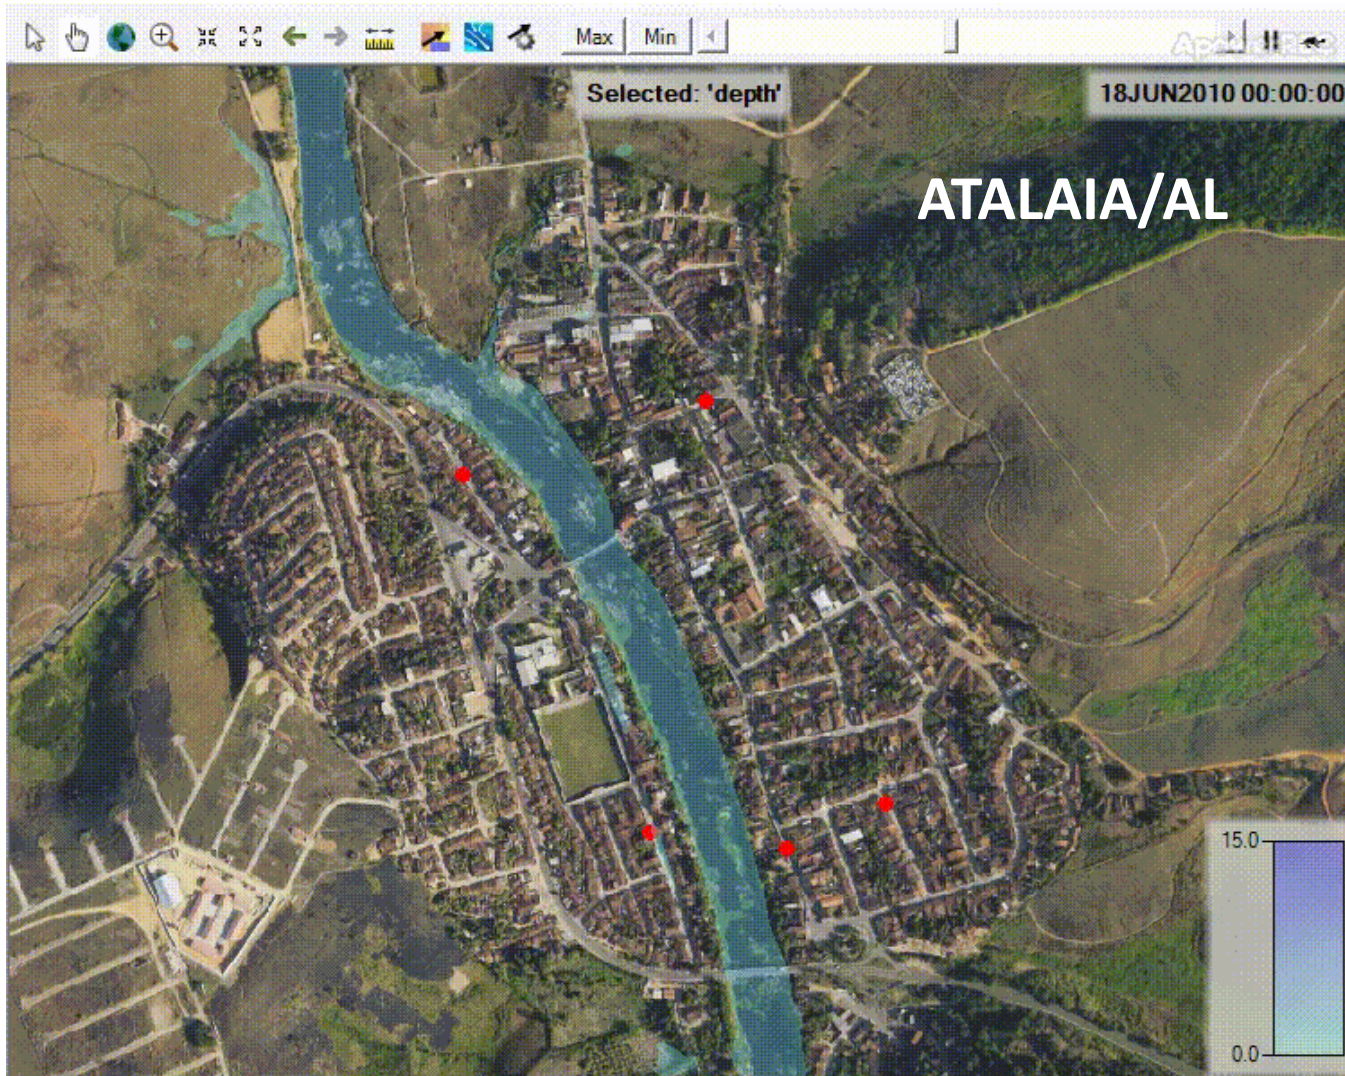 Max Min
Selected: 'depth'
18JUN2010 00:00:00
ATALAIA/AL
15.0
0.0